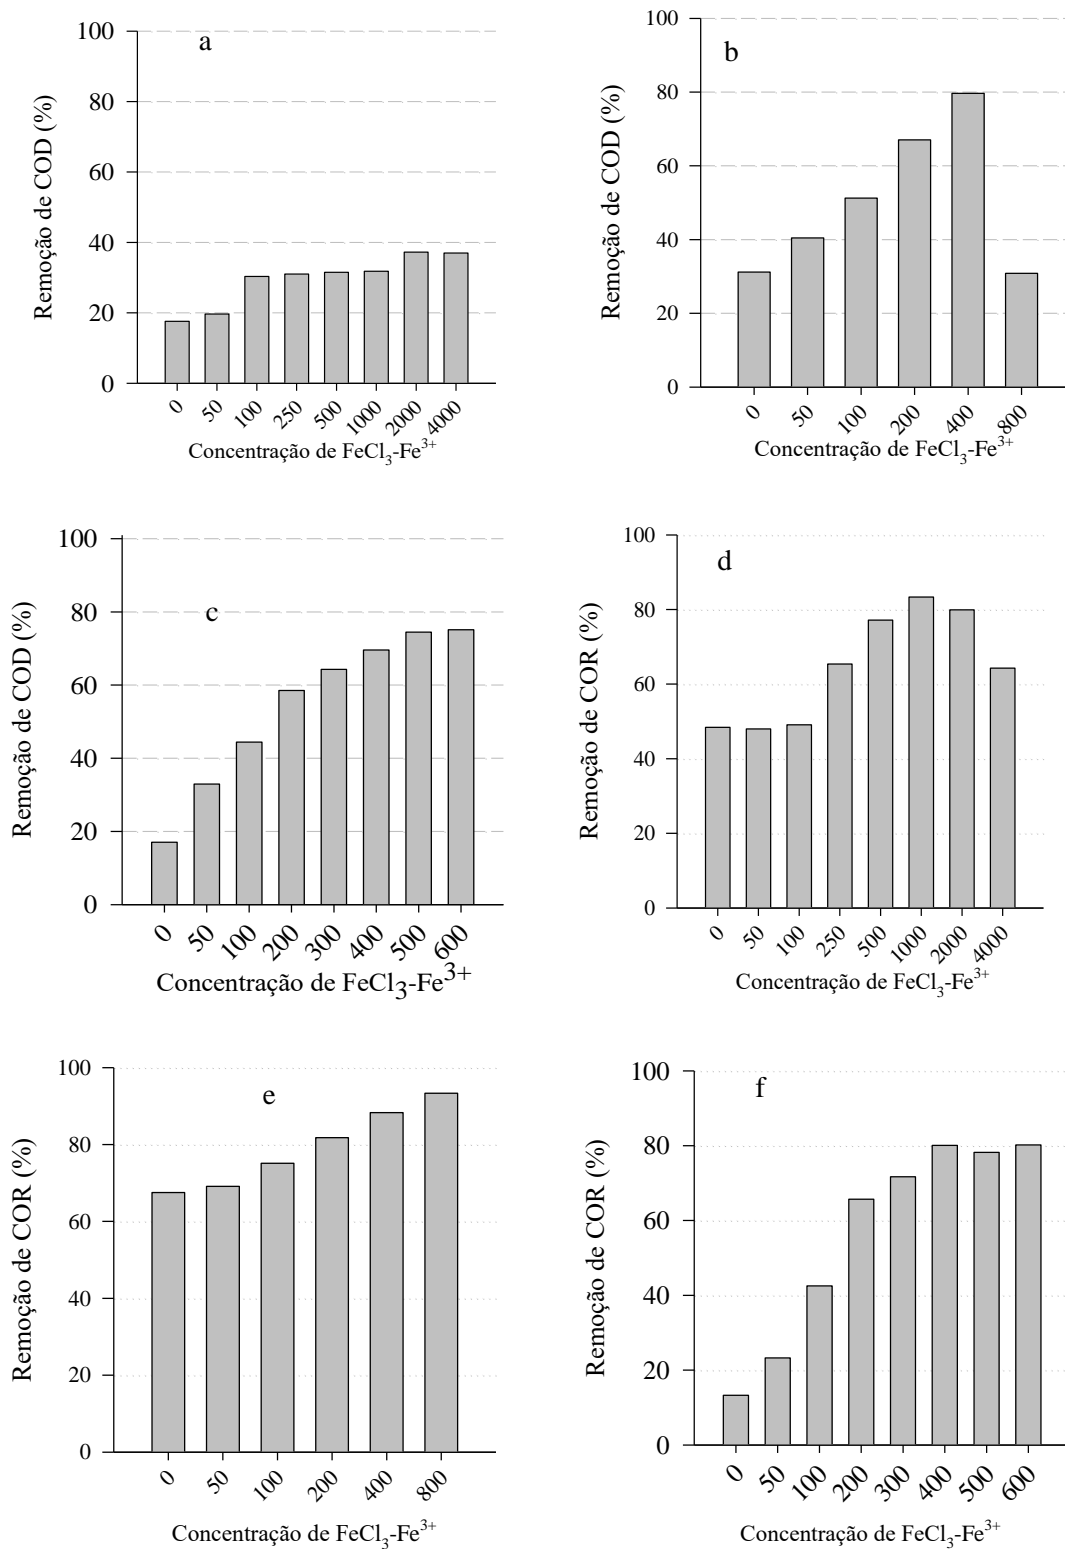 a
Remoção de COD (%)
100
80
60
40
20
0
0 50 100 250 500 1000 2000 4000
Concentração de FeCl₃-Fe³⁺
b
Remoção de COD (%)
100
80
60
40
20
0
0 50 100 200 400 800
Concentração de FeCl₃-Fe³⁺
c
Remoção de COD (%)
100
80
60
40
20
0
0 50 100 200 300 400 500 600
Concentração de FeCl₃-Fe³⁺
d
Remoção de COR (%)
100
80
60
40
20
0
0 50 100 250 500 1000 2000 4000
Concentração de FeCl₃-Fe³⁺
e
Remoção de COR (%)
100
80
60
40
20
0
0 50 100 200 400 800
Concentração de FeCl₃-Fe³⁺
f
Remoção de COR (%)
100
80
60
40
20
0
0 50 100 200 300 400 500 600
Concentração de FeCl₃-Fe³⁺